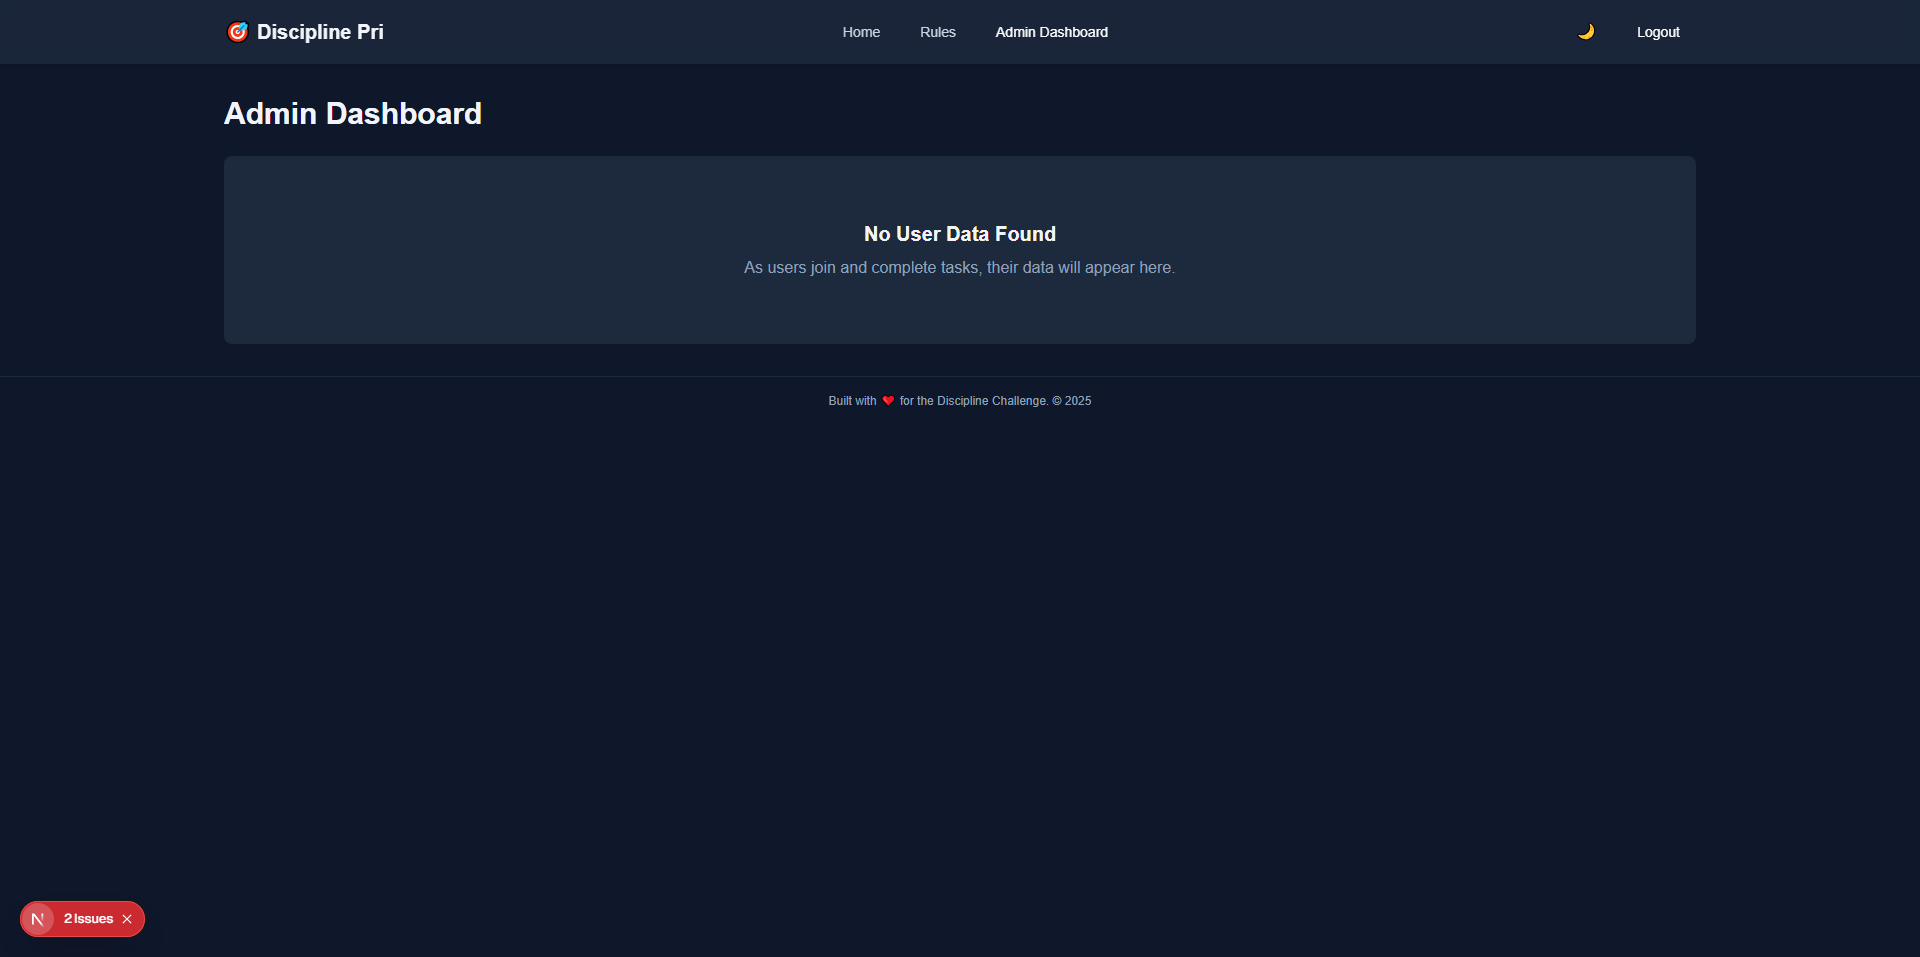 Discipline Pri
Home
Rules
Admin Dashboard
Logout
Admin Dashboard
No User Data Found
As users join and complete tasks, their data will appear here.
Built with ❤️ for the Discipline Challenge. © 2025
N
2 Issues